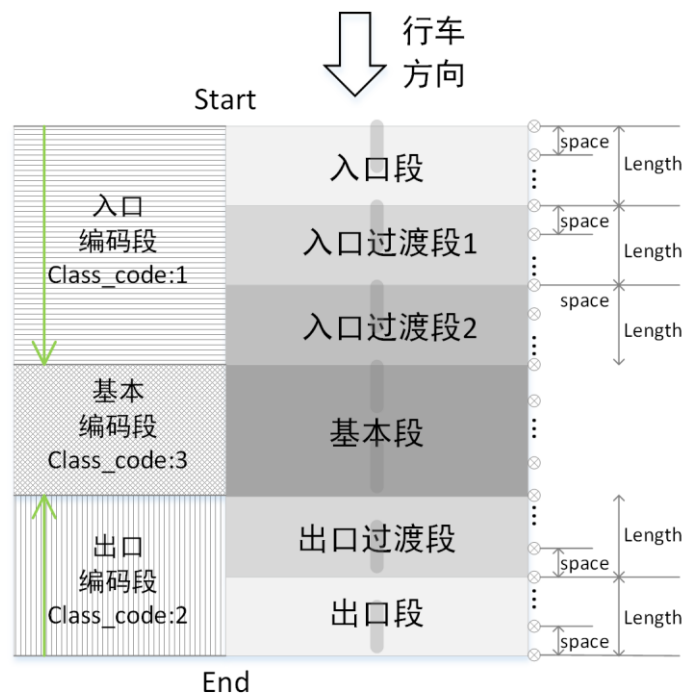 行车
方向
Start
入口
编码段
Class_code:1
基本
编码段
Class_code:3
出口
编码段
Class_code:2
End
入口段
入口过渡段1
入口过渡段2
基本段
出口过渡段
出口段
space
Length
space
Length
space
Length
Length
space
Length
space